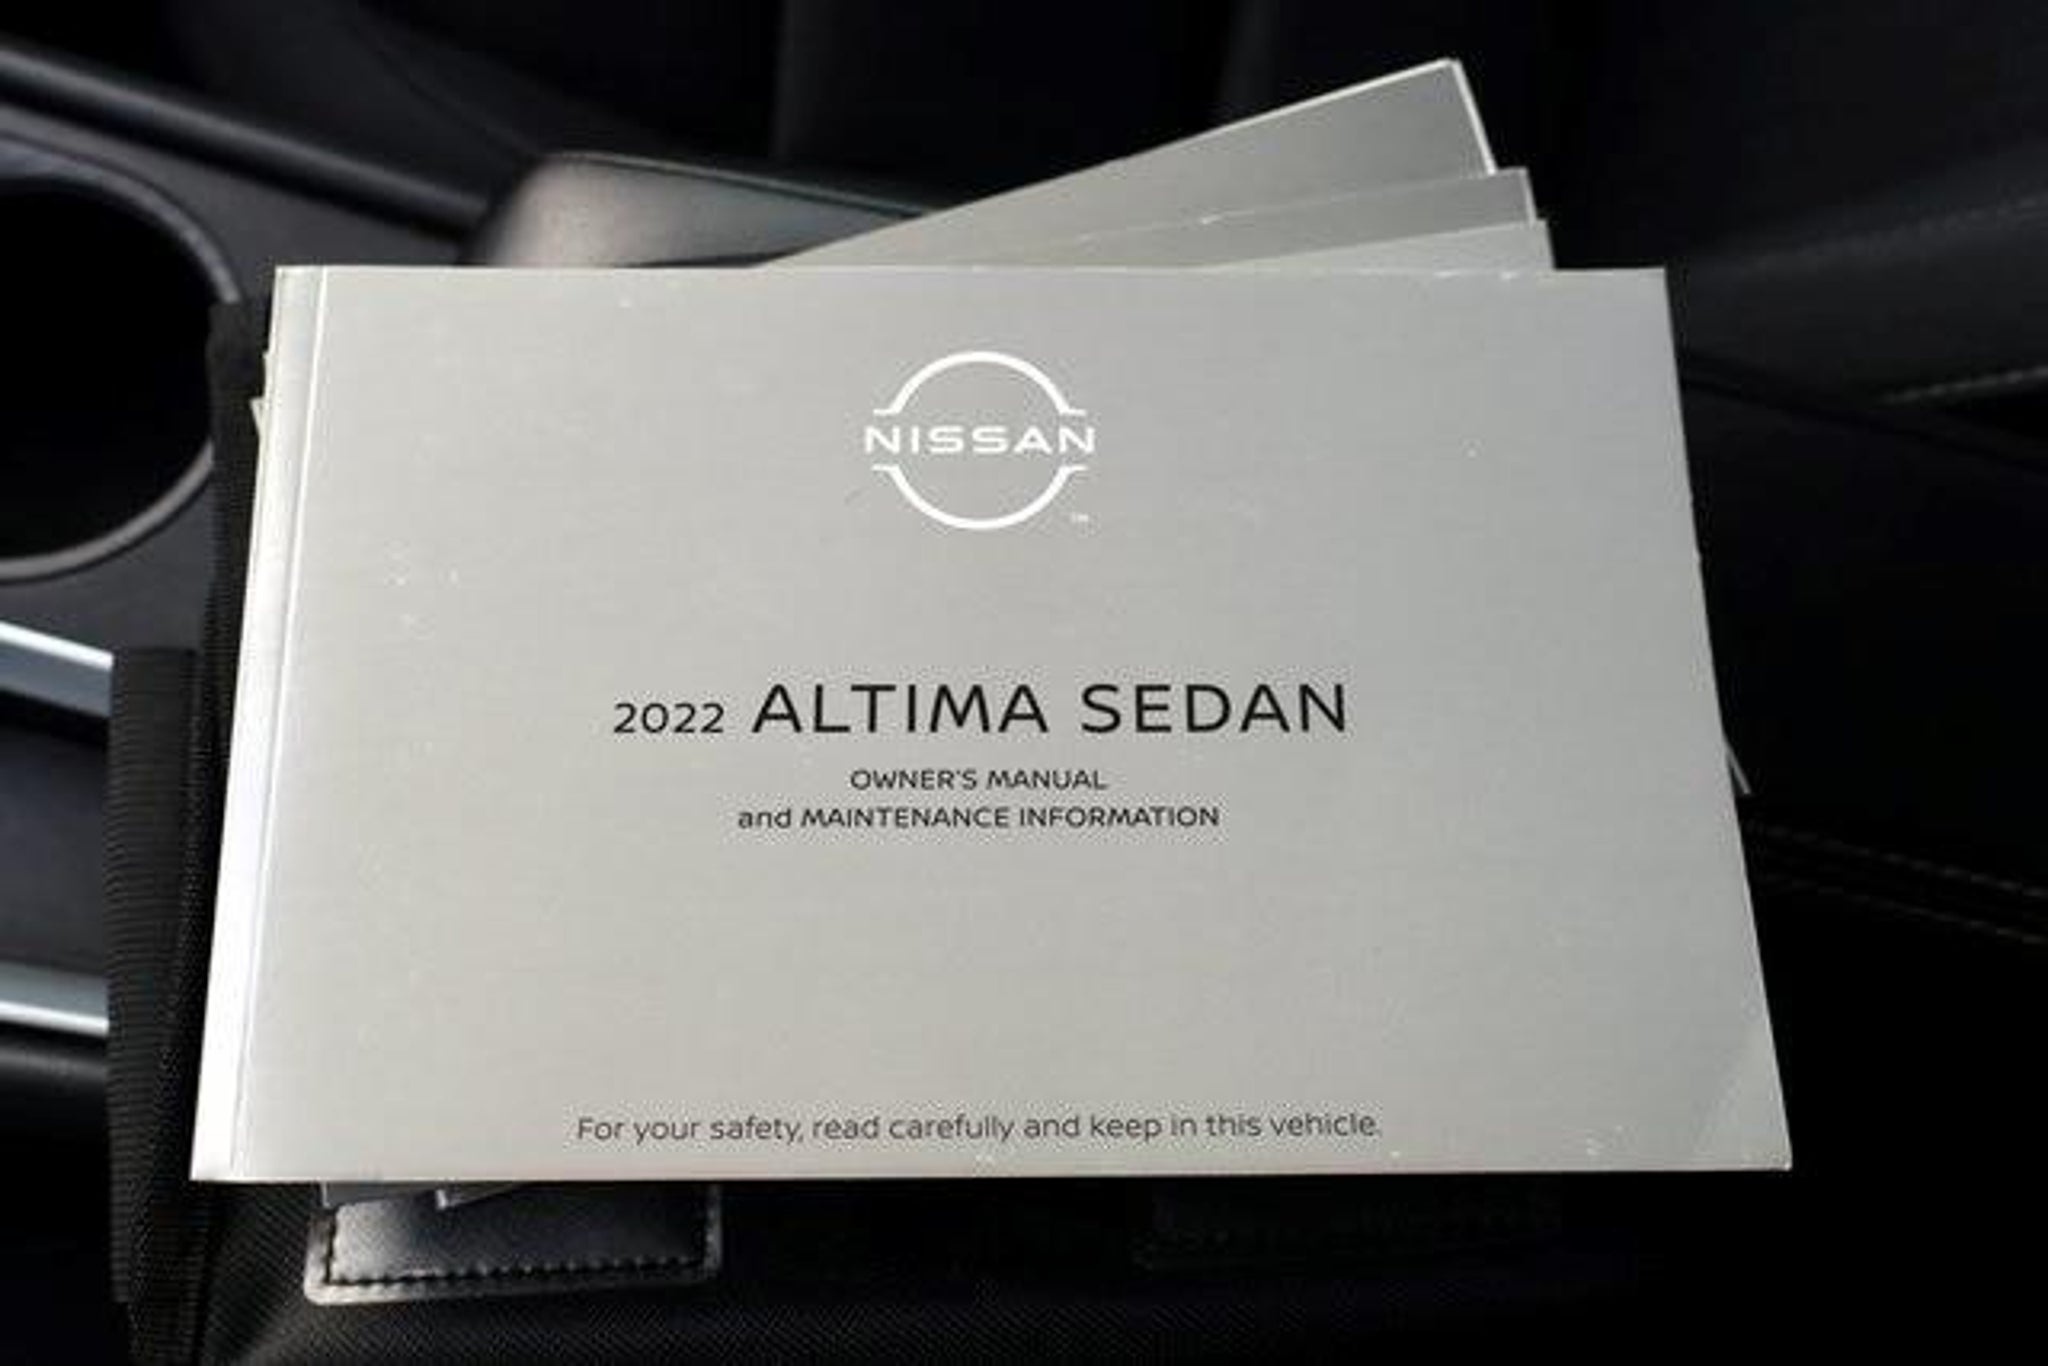 NISSAN
™
2022 ALTIMA SEDAN
OWNER'S MANUAL
and MAINTENANCE INFORMATION
For your safety, read carefully and keep in this vehicle.